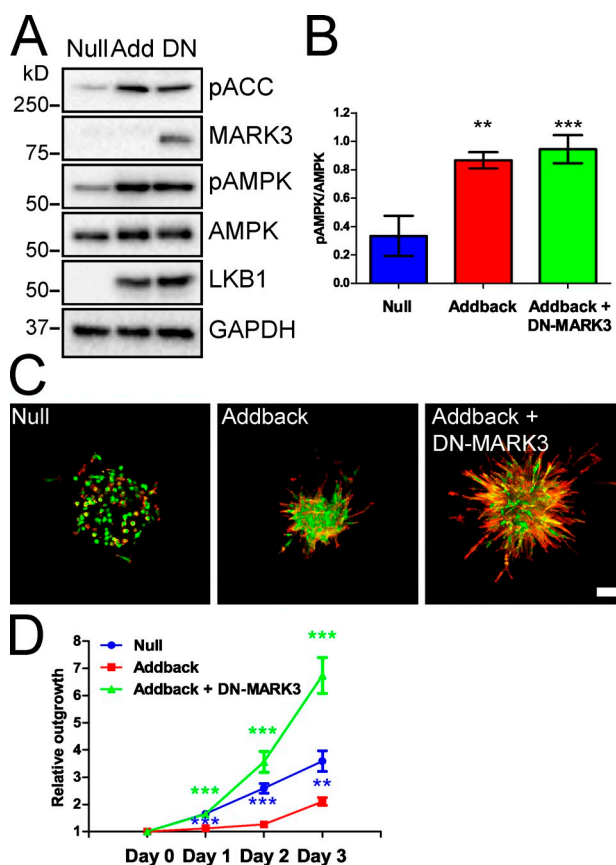 A
Null Add DN
kD
250
pACC
75
MARK3
50
pAMPK
50
AMPK
50
LKB1
37
GAPDH
B
pAMPK/AMPK
1.2
1.0
0.8
0.6
0.4
0.2
0.0
**
***
Null
Addback
Addback +
DN-MARK3
C
Null
Addback
Addback +
DN-MARK3
D
Relative outgrowth
8
7
6
5
4
3
2
1
Null
Addback
Addback + DN-MARK3
***
***
***
***
***
**
Day 0 Day 1 Day 2 Day 3